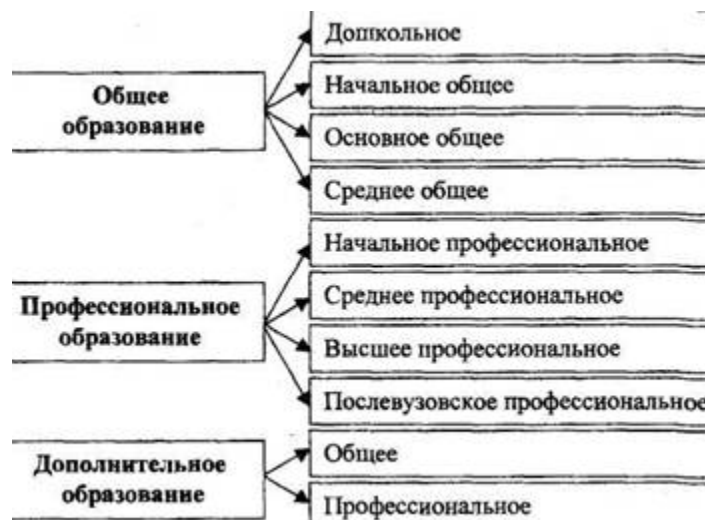 Общее
образование
Дошкольное
Начальное общее
Основное общее
Среднее общее
Профессиональное
образование
Начальное профессиональное
Среднее профессиональное
Высшее профессиональное
Послевузовское профессиональное
Дополнительное
образование
Общее
Профессиональное